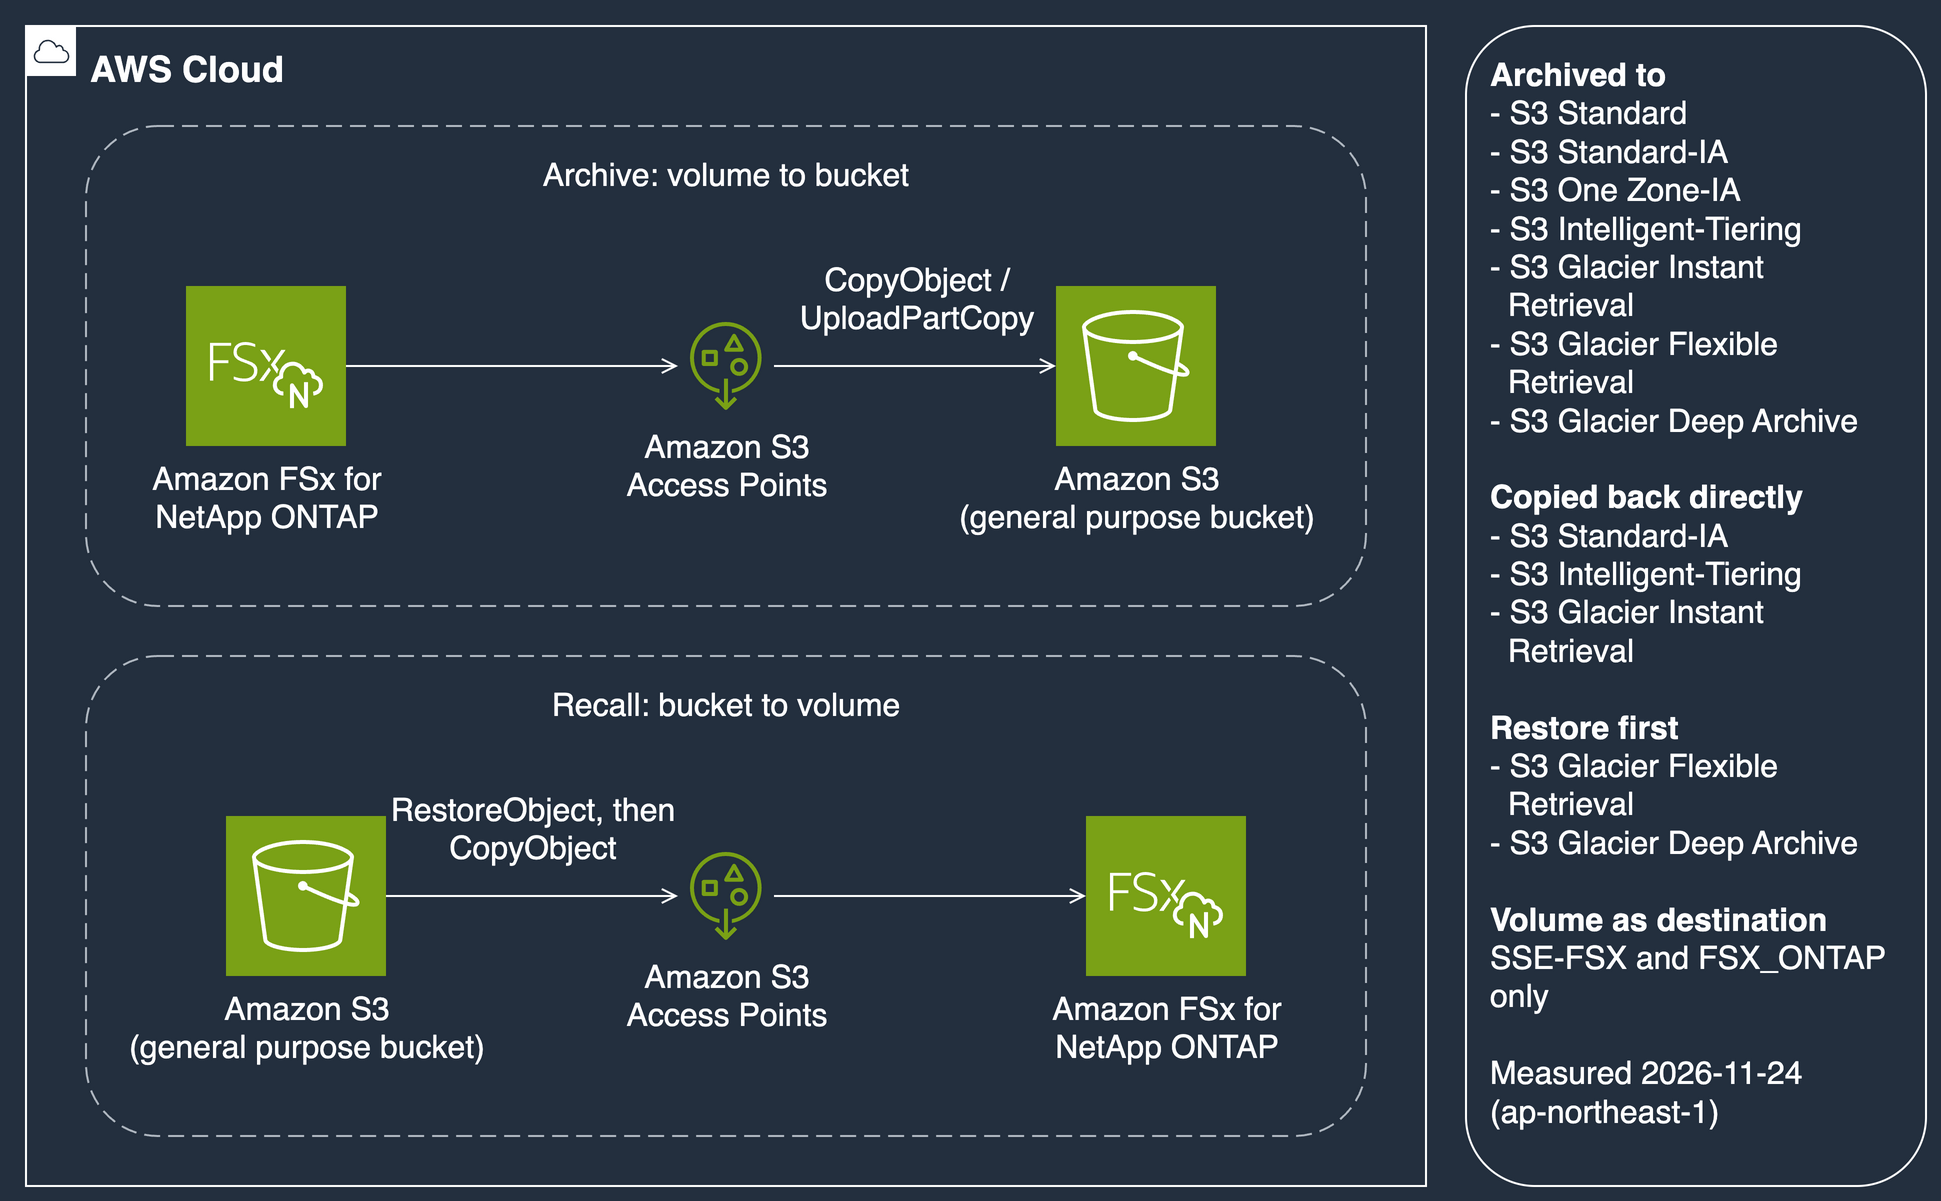 AWS Cloud
Archive: volume to bucket
CopyObject /
UploadPartCopy
FSx
N
Amazon FSx for
NetApp ONTAP
Amazon S3
Access Points
Amazon S3
(general purpose bucket)
Recall: bucket to volume
RestoreObject, then
CopyObject
Amazon S3
(general purpose bucket)
Amazon S3
Access Points
FSx
N
Amazon FSx for
NetApp ONTAP
Archived to
- S3 Standard
- S3 Standard-IA
- S3 One Zone-IA
- S3 Intelligent-Tiering
- S3 Glacier Instant
Retrieval
- S3 Glacier Flexible
Retrieval
- S3 Glacier Deep Archive
Copied back directly
- S3 Standard-IA
- S3 Intelligent-Tiering
- S3 Glacier Instant
Retrieval
Restore first
- S3 Glacier Flexible
Retrieval
- S3 Glacier Deep Archive
Volume as destination
SSE-FSX and FSX_ONTAP
only
Measured 2026-11-24
(ap-northeast-1)